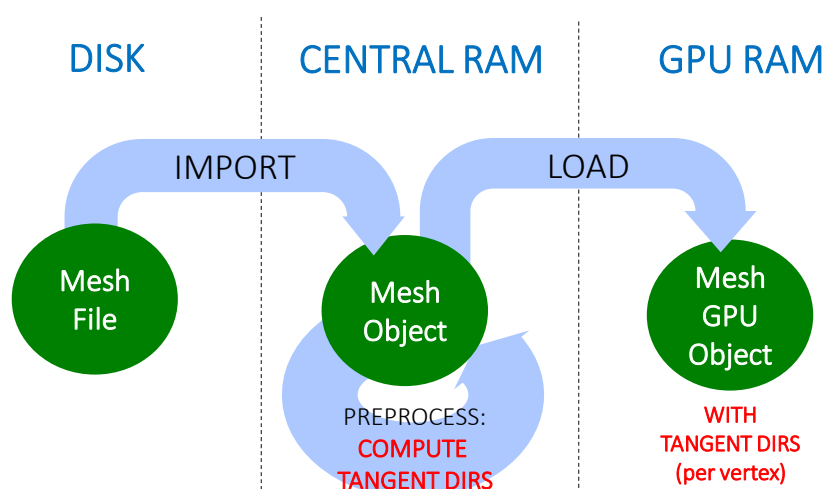 DISK
CENTRAL RAM
GPU RAM
IMPORT
LOAD
Mesh
File
Mesh
Object
Mesh
GPU
Object
PREPROCESS:
COMPUTE
TANGENT DIRS
WITH
TANGENT DIRS
(per vertex)